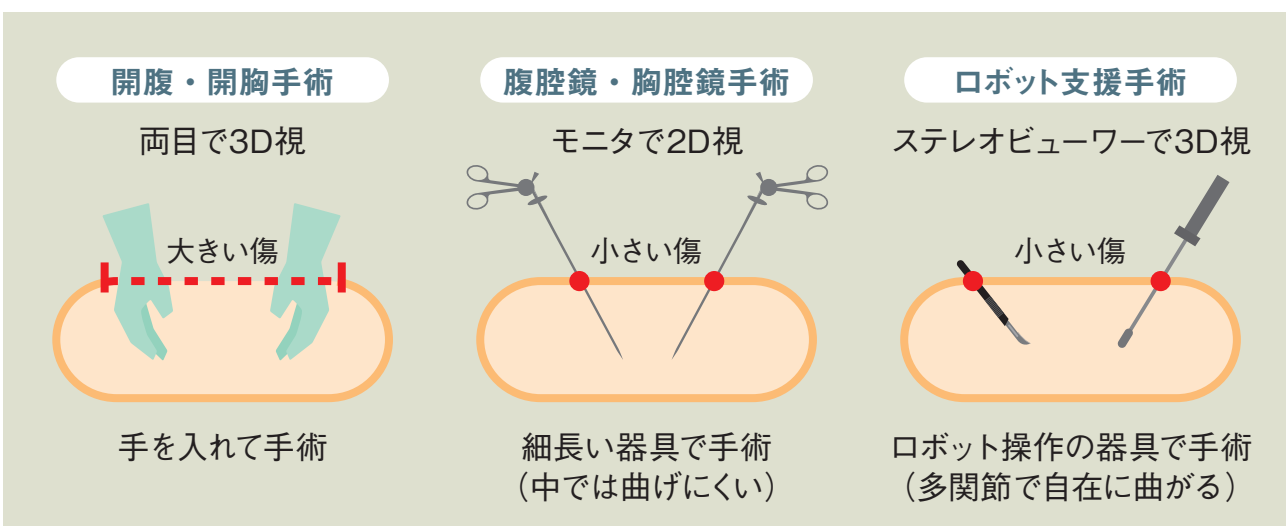 開腹・開胸手術
両目で3D視
大きい傷
手を入れて手術
腹腔鏡・胸腔鏡手術
モニタで2D視
小さい傷
細長い器具で手術
（中では曲げにくい）
ロボット支援手術
ステレオビューワーで3D視
小さい傷
ロボット操作の器具で手術
（多関節で自在に曲がる）